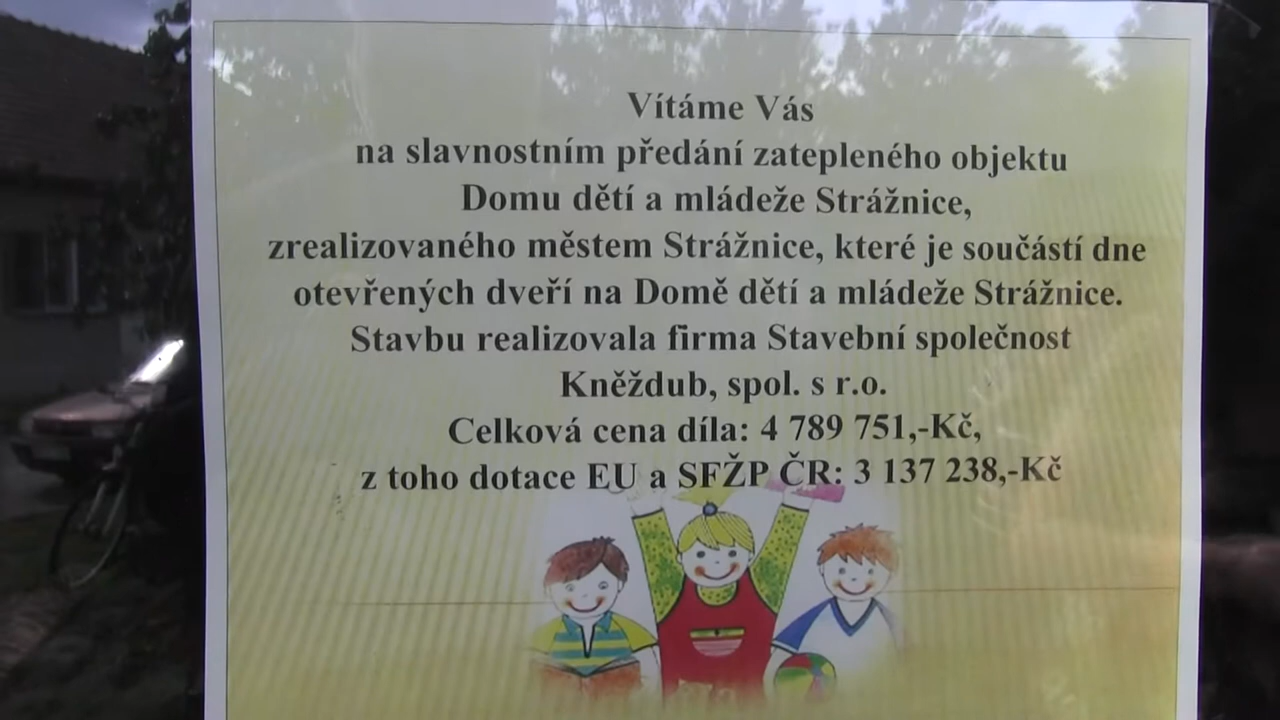 Vítáme Vás
na slavnostním předání zatepleného objektu
Domu dětí a mládeže Strážnice,
zrealizovaného městem Strážnice, které je součástí dne
otevřených dveří na Domě dětí a mládeže Strážnice.
Stavbu realizovala firma Stavební společnost
Kněždub, spol. s r.o.
Celková cena díla: 4 789 751,-Kč,
z toho dotace EU a SFŽP ČR: 3 137 238,-Kč